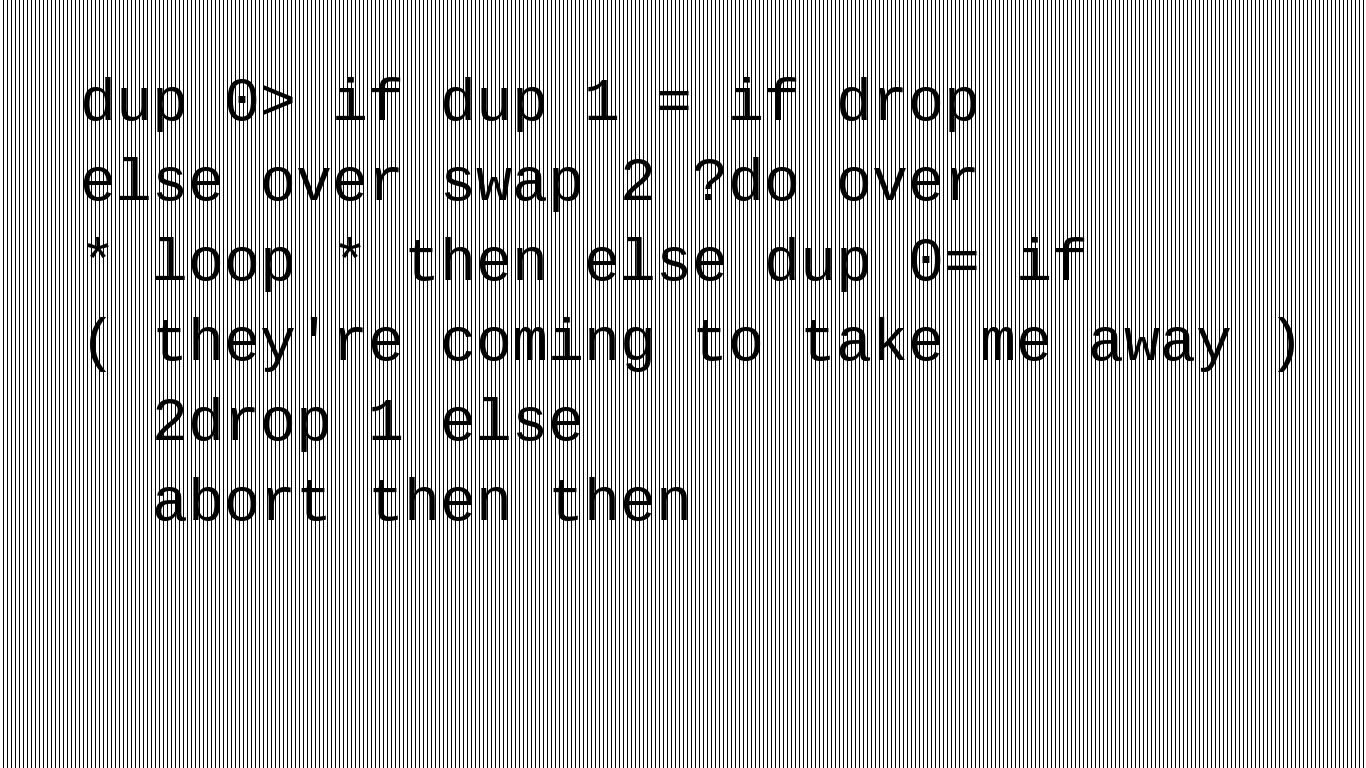 dup 0> if dup 1 = if drop
else over swap 2 ?do over
* loop * then else dup 0= if
( they're coming to take me away )
2drop 1 else
abort then then